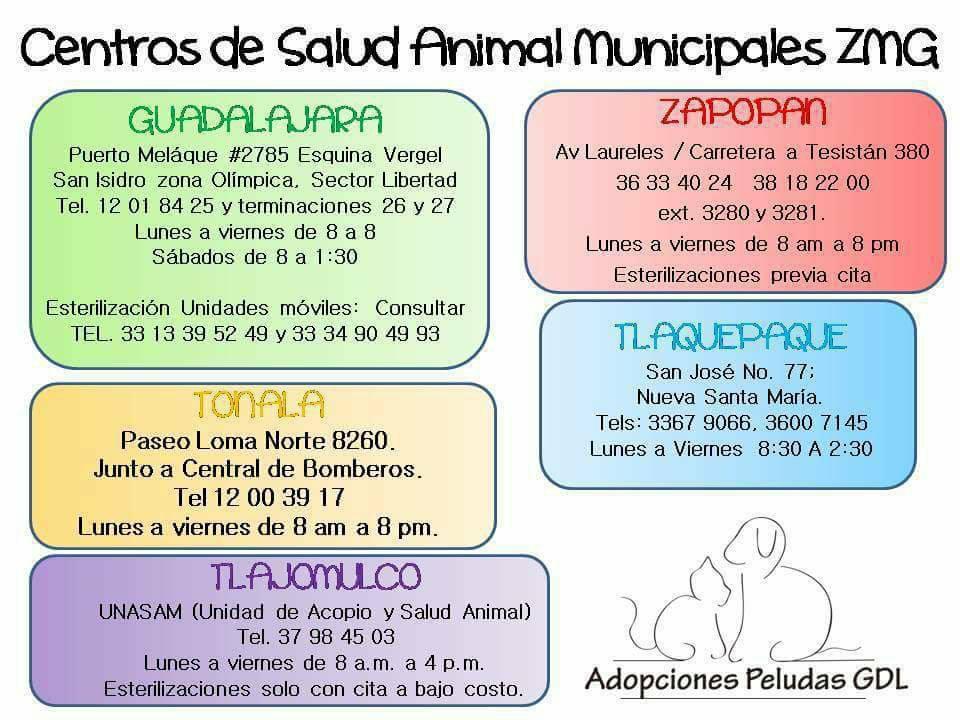 Centros de Salud Animal Municipales ZMG
GUADALAJARA
Puerto Meláque #2785 Esquina Vergel
San Isidro zona Olímpica, Sector Libertad
Tel. 12 01 84 25 y terminaciones 26 y 27
Lunes a viernes de 8 a 8
Sábados de 8 a 1:30
Esterilización Unidades móviles: Consultar
TEL. 33 13 39 52 49 y 33 34 90 49 93
ZAPOPAN
Av Laureles / Carretera a Tesistán 380
36 33 40 24 38 18 22 00
ext. 3280 y 3281.
Lunes a viernes de 8 am a 8 pm
Esterilizaciones previa cita
TLAQUEPAQUE
San José No. 77;
Nueva Santa María.
Tels: 3367 9066, 3600 7145
Lunes a Viernes 8:30 A 2:30
TONALA
Paseo Loma Norte 8260.
Junto a Central de Bomberos.
Tel 12 00 39 17
Lunes a viernes de 8 am a 8 pm.
TLAJOMULCO
UNASAM (Unidad de Acopio y Salud Animal)
Tel. 37 98 45 03
Lunes a viernes de 8 a.m. a 4 p.m.
Esterilizaciones solo con cita a bajo costo.
Adopciones Peludas GDL